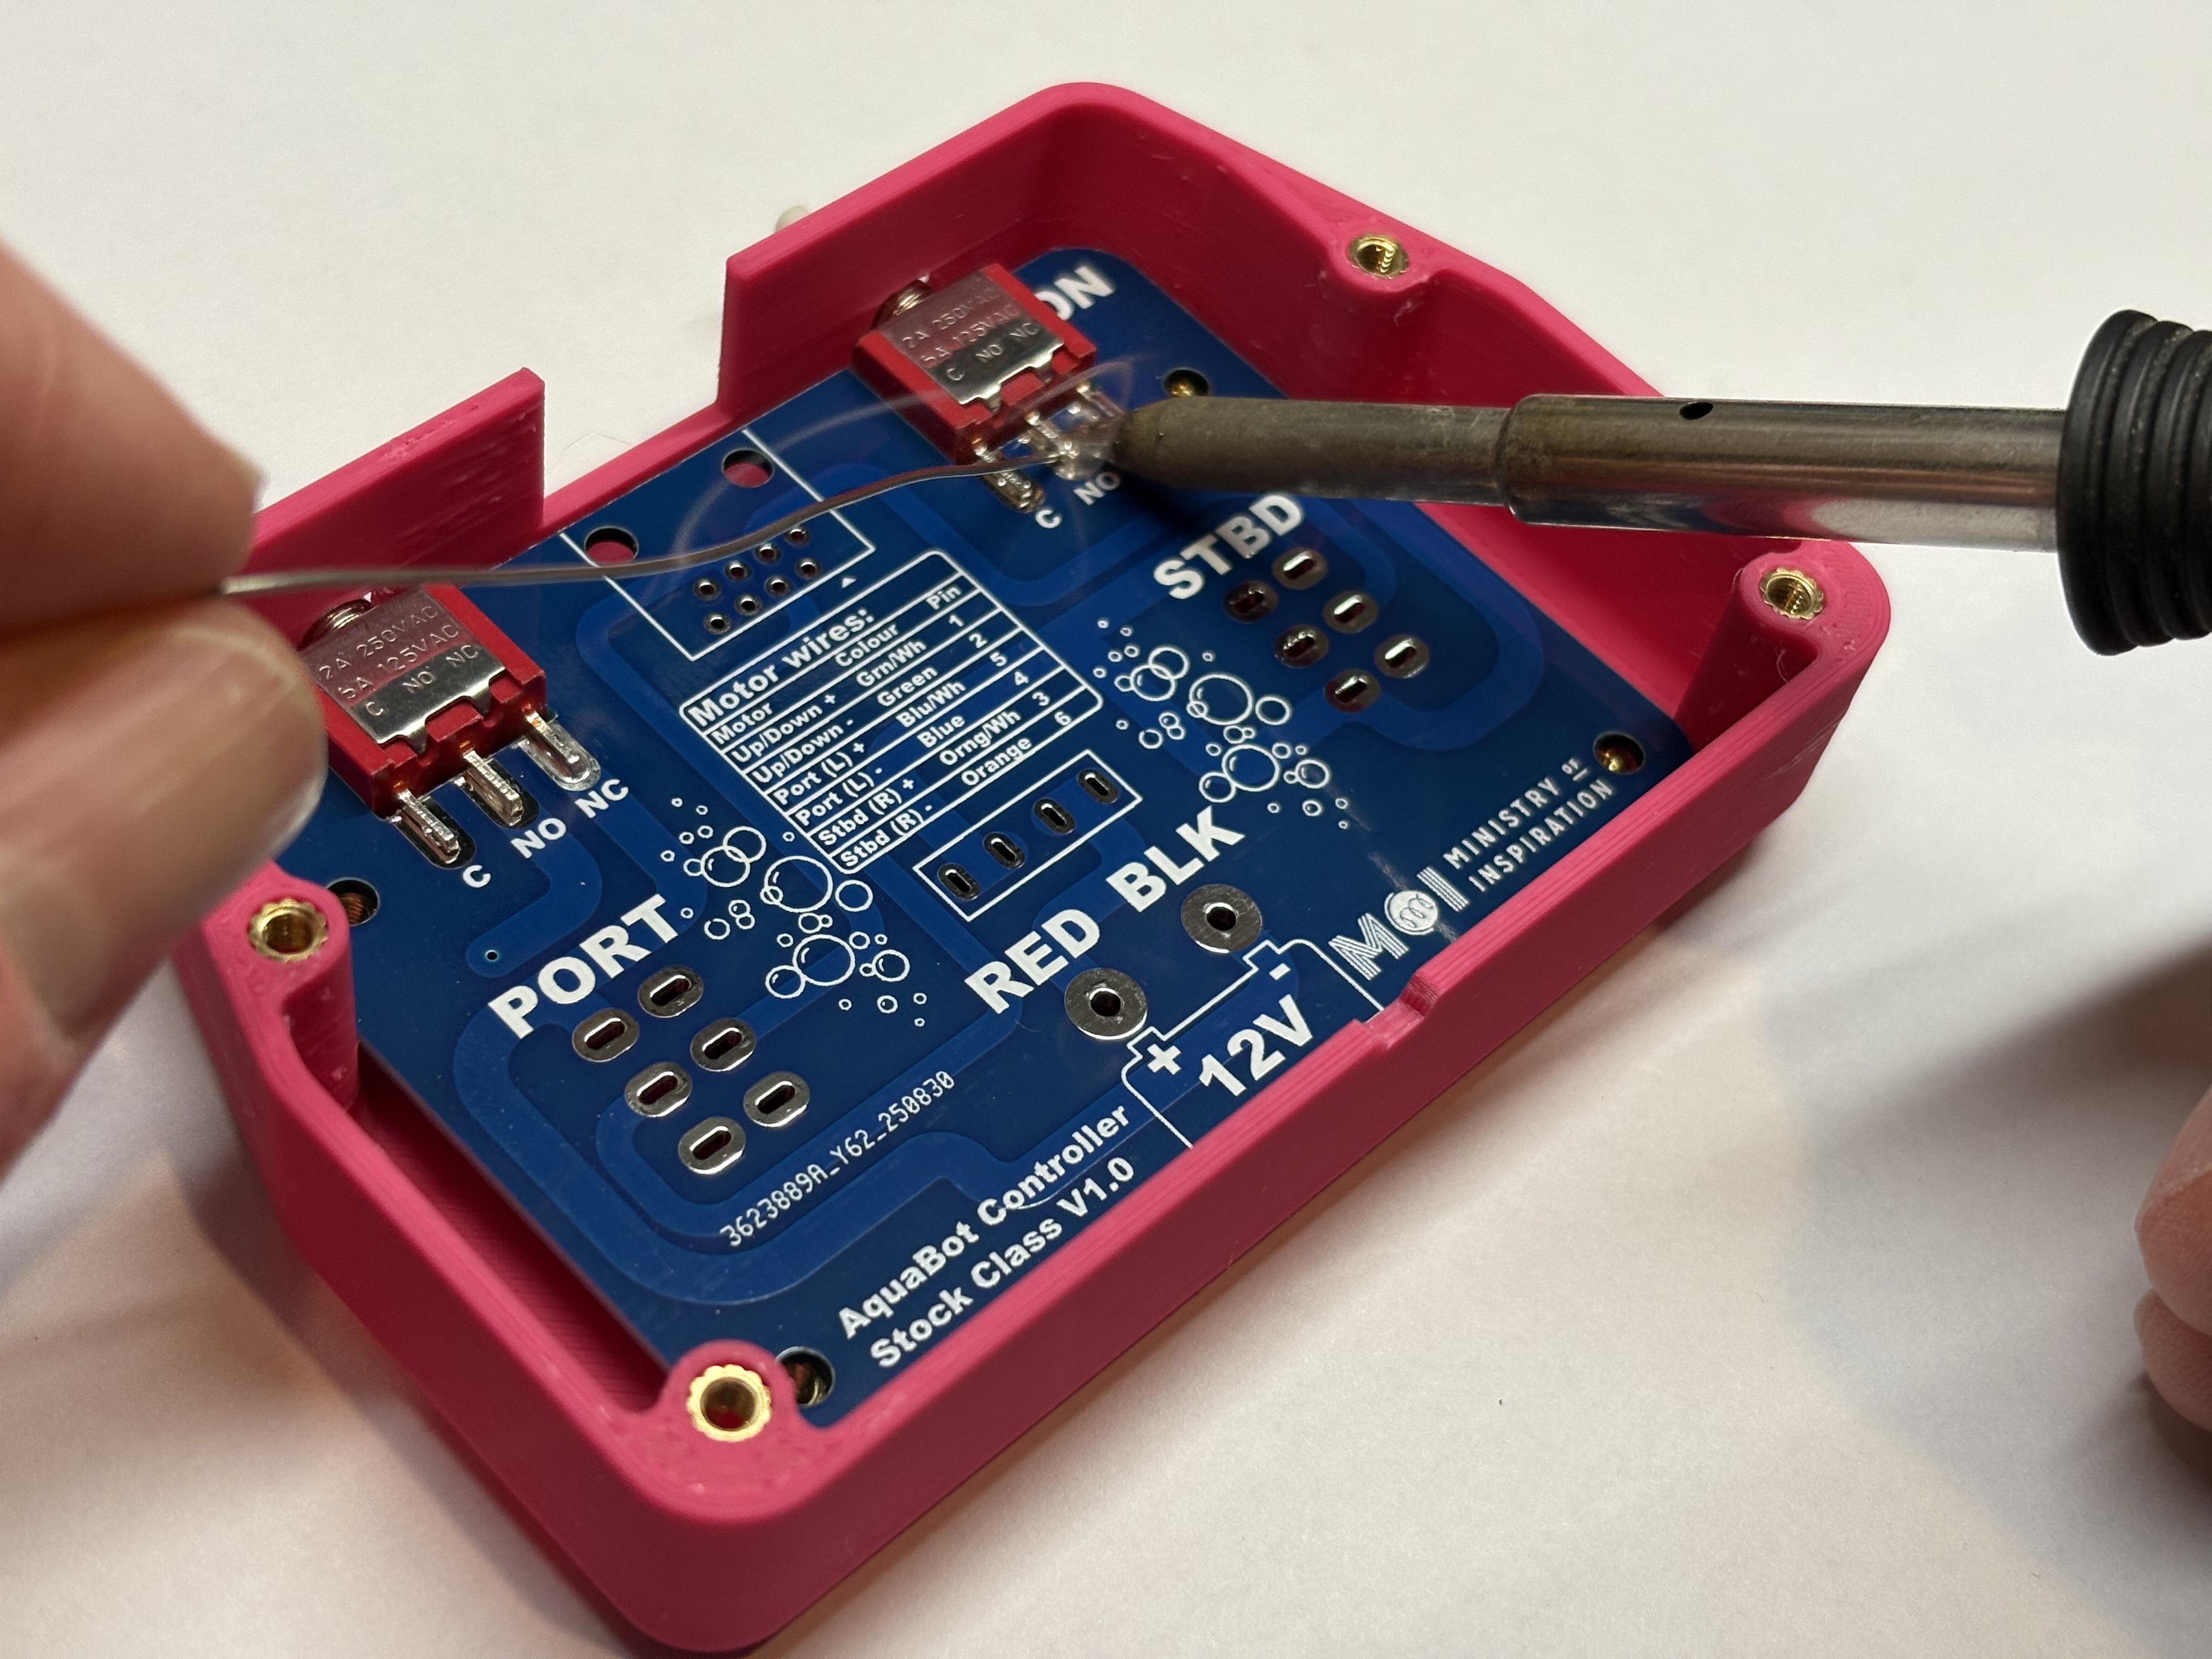 2A 250VAC
5A 125VAC
C NO NC
ON
C NO
STBD
2A 250VAC
5A 125VAC
C NO NC
C NO NC
Motor wires:
Motor Colour Pin
Up/Down + Grn/Wh 1
Up/Down - Green 2
Port (L) + Blu/Wh 5
Port (L) - Blue 4
Stbd (R) + Orng/Wh 3
Stbd (R) - Orange 6
PORT
RED BLK
MOI MINISTRY OF
INSPIRATION
+ -
12V
3623889A_Y62_250830
AquaBot Controller
Stock Class V1.0